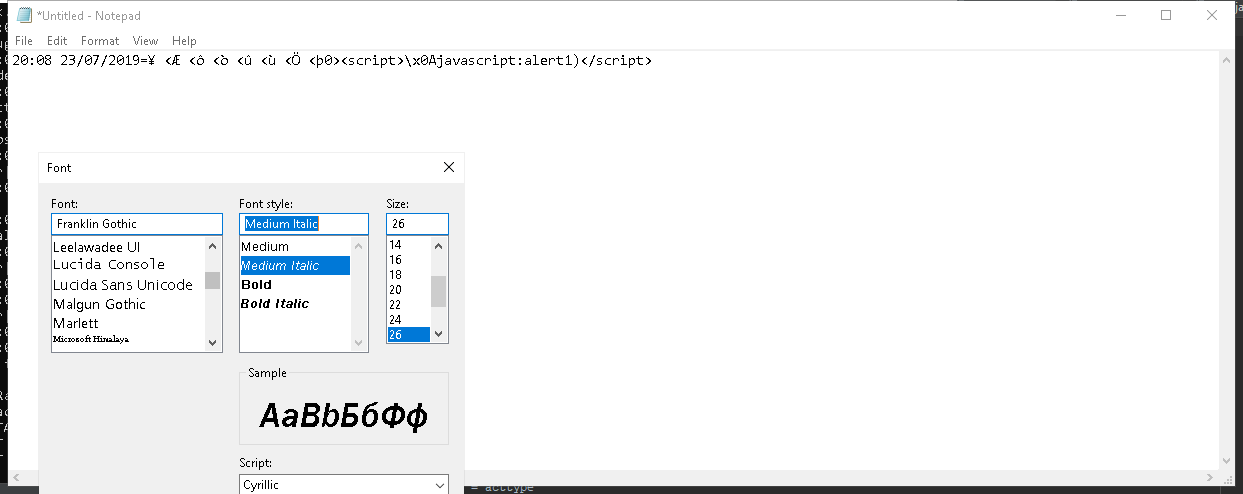 *Untitled - Notepad
File Edit Format View Help
20:08 23/07/2019=¥ <Æ <ô <ò <û <ù <Ö <þ0><script>\x0Ajavascript:alert1)</script>
Font
Font: Font style: Size:
Franklin Gothic Medium Italic 26
Leelawadee UI Medium 14
Lucida Console Medium Italic 16
Lucida Sans Unicode Bold 18
Malgun Gothic Bold Italic 20
Marlett 22
Microsoft Himalaya 24
26
Sample
AaBbБбФф
Script:
Cyrillic
= acctype